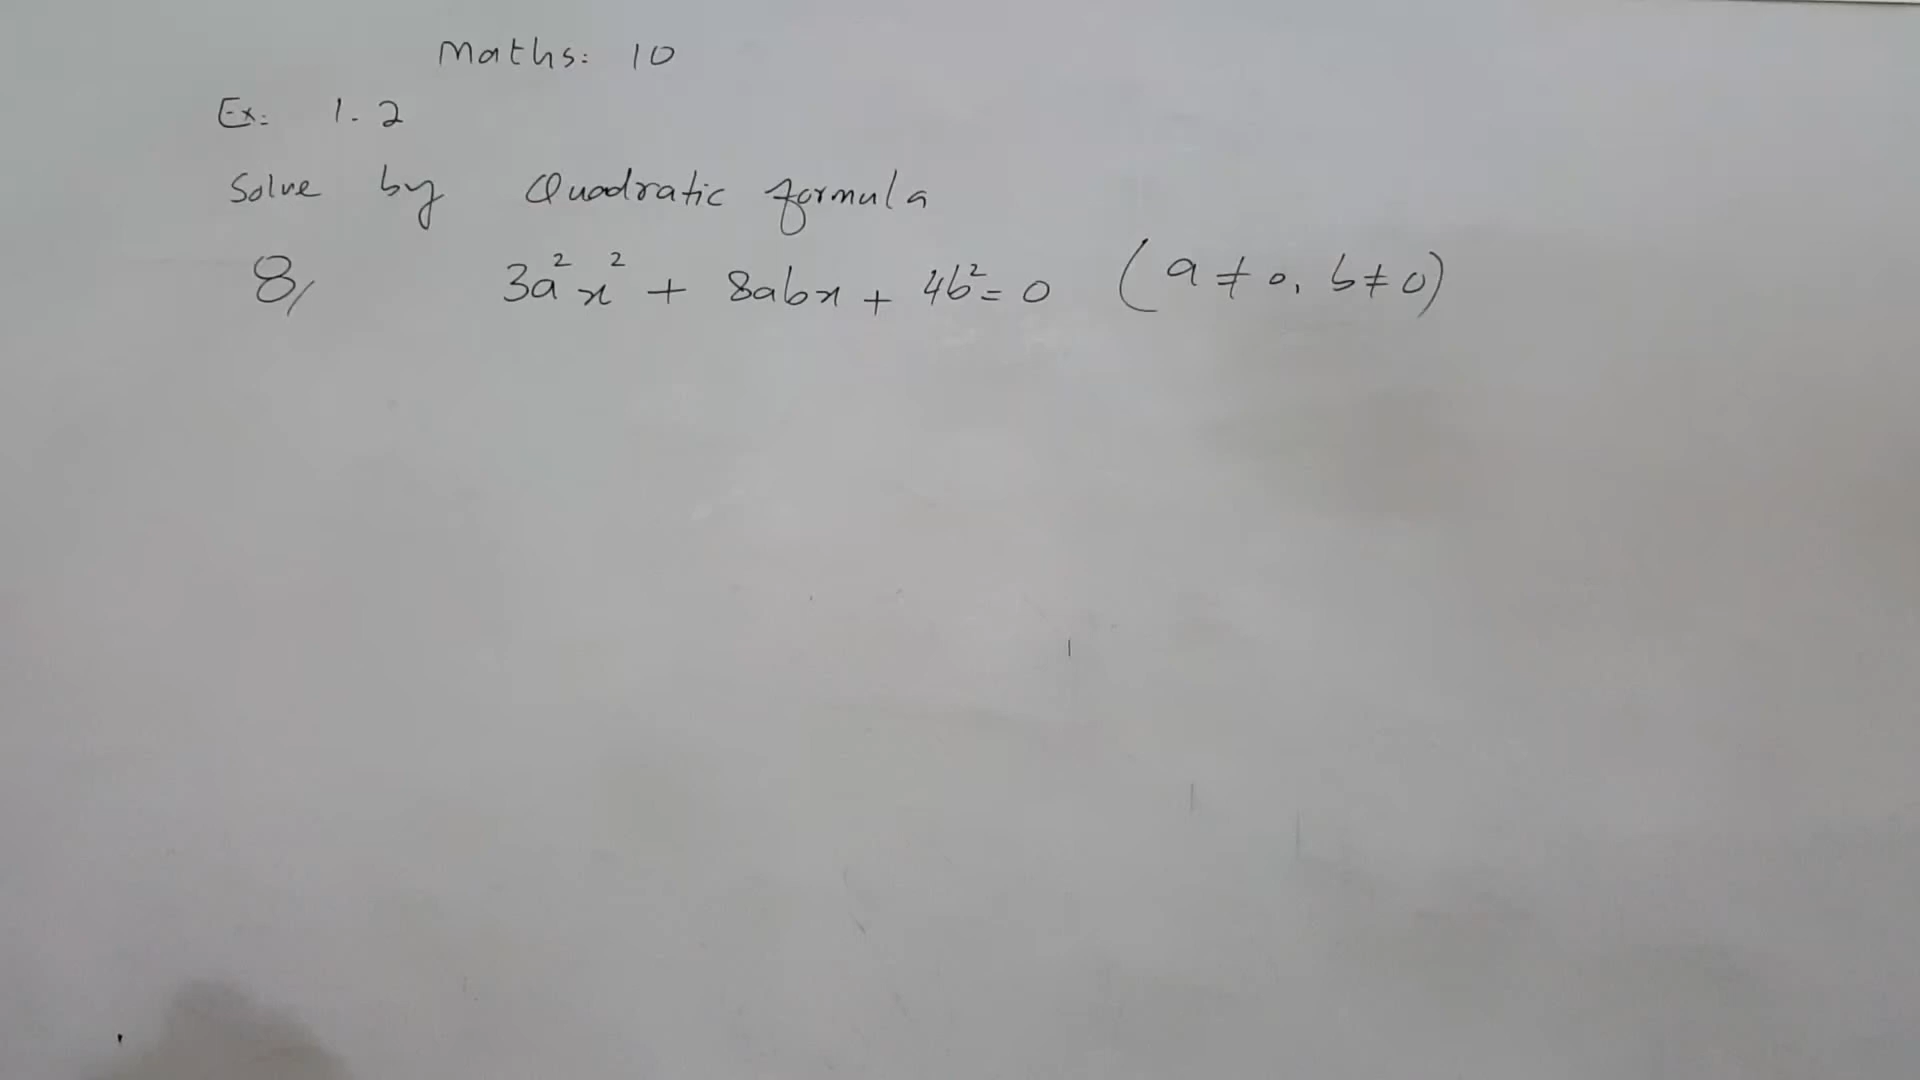 Maths: 10
Ex: 1.2
Solve by Quadratic formula
8, 3a²x² + 8abx + 4b² = 0 (a ≠ 0, b ≠ 0)